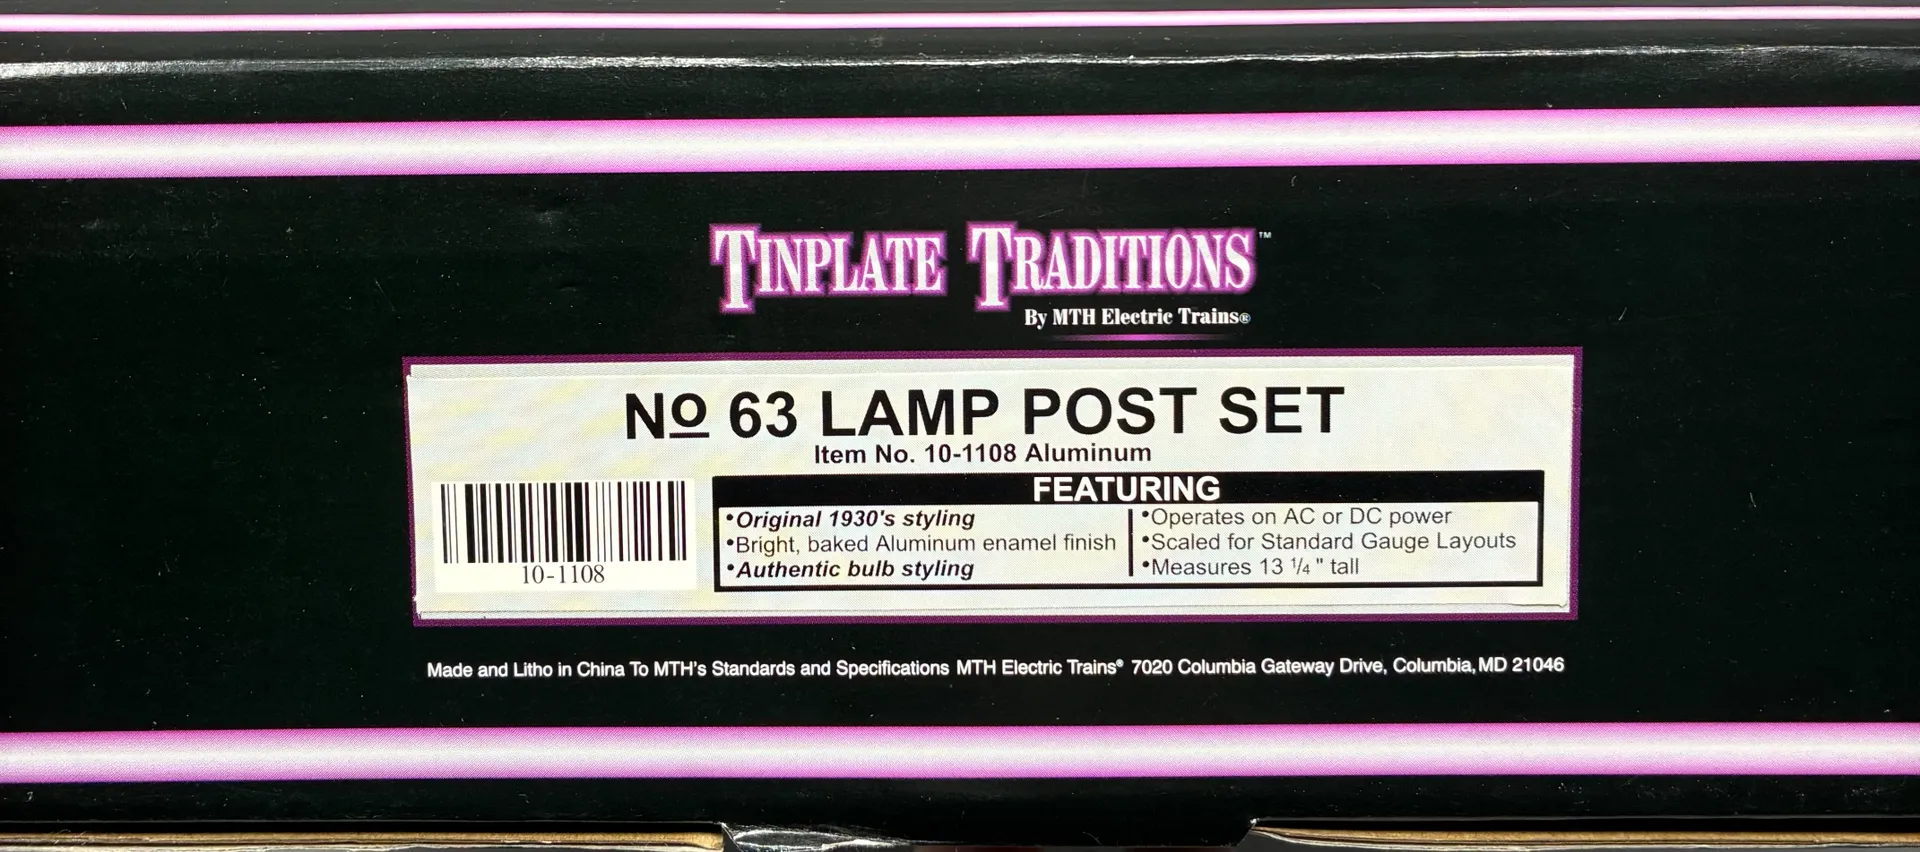 TINPLATE TRADITIONS™
By MTH Electric Trains®
No 63 LAMP POST SET
Item No. 10-1108 Aluminum
FEATURING
•Original 1930's styling
•Bright, baked Aluminum enamel finish
•Authentic bulb styling
•Operates on AC or DC power
•Scaled for Standard Gauge Layouts
•Measures 13 1/4 " tall
10-1108
Made and Litho in China To MTH's Standards and Specifications MTH Electric Trains® 7020 Columbia Gateway Drive, Columbia, MD 21046